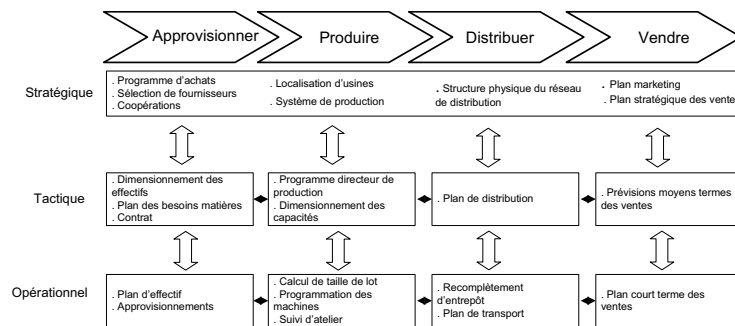 Approvisionner
Produire
Distribuer
Vendre
Stratégique
. Programme d'achats
. Sélection de fournisseurs
. Coopérations
. Localisation d'usines
. Système de production
. Structure physique du réseau
de distribution
. Plan marketing
. Plan stratégique des vente
Tactique
. Dimensionnement des
effectifs
. Plan des besoins matières
. Contrat
. Programme directeur de
production
. Dimensionnement des
capacités
. Plan de distribution
. Prévisions moyens termes
des ventes
Opérationnel
. Plan d'effectif
. Approvisionnements
. Calcul de taille de lot
. Programmation des
machines
. Suivi d'atelier
. Recomplètement
d'entrepôt
. Plan de transport
. Plan court terme des
ventes